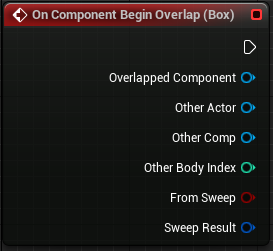 On Component Begin Overlap (Box)
Overlapped Component
Other Actor
Other Comp
Other Body Index
From Sweep
Sweep Result